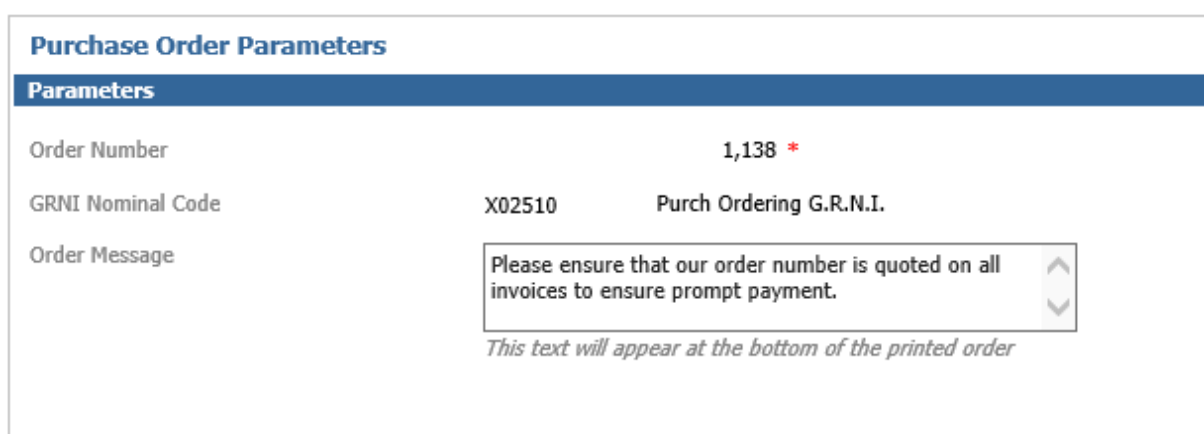 Purchase Order Parameters
Parameters
Order Number 1,138 *
GRNI Nominal Code X02510 Purch Ordering G.R.N.I.
Order Message Please ensure that our order number is quoted on all
invoices to ensure prompt payment.
This text will appear at the bottom of the printed order